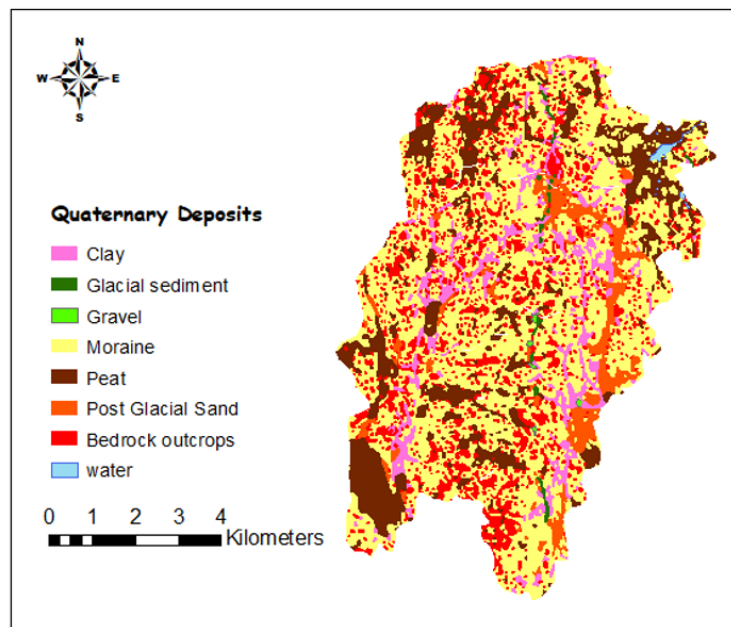 N
W E
S
Quaternary Deposits
Clay
Glacial sediment
Gravel
Moraine
Peat
Post Glacial Sand
Bedrock outcrops
water
0 1 2 3 4
Kilometers